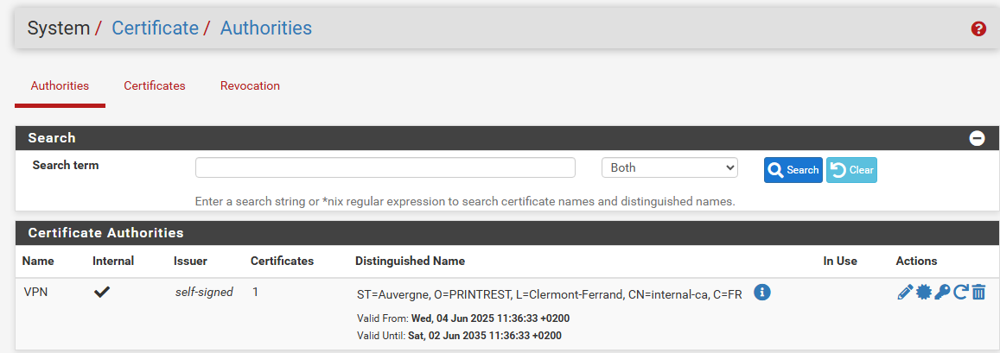 System / Certificate / Authorities
Authorities Certificates Revocation
Search
Search term Both Search Clear
Enter a search string or *nix regular expression to search certificate names and distinguished names.
Certificate Authorities
Name Internal Issuer Certificates Distinguished Name In Use Actions
VPN self-signed 1 ST=Auvergne, O=PRINTREST, L=Clermont-Ferrand, CN=internal-ca, C=FR
Valid From: Wed, 04 Jun 2025 11:36:33 +0200
Valid Until: Sat, 02 Jun 2035 11:36:33 +0200